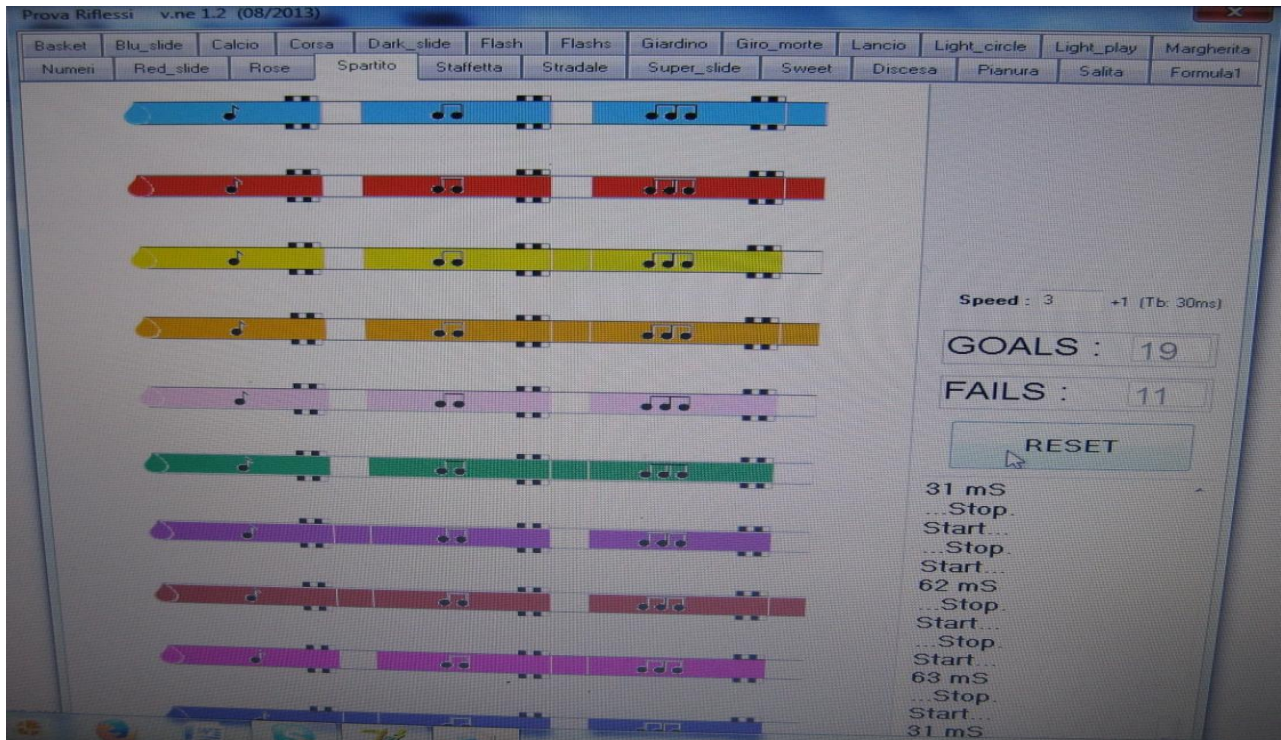 Prova Riflessi v.ne 1.2 (08/2013)
Basket Blu_slide Calcio Corsa Dark_slide Flash Flashs Giardino Giro_morte Lancio Light_circle Light_play Margherita
Numeri Red_slide Rose Spartito Staffetta Stradale Super_slide Sweet Discesa Pianura Salita Formula1
Speed : 3 +1 (Tb: 30ms)
GOALS : 19
FAILS : 11
RESET
31 mS
...Stop.
Start...
...Stop.
Start...
62 mS
...Stop.
Start...
...Stop.
Start...
63 mS
...Stop.
Start...
31 mS